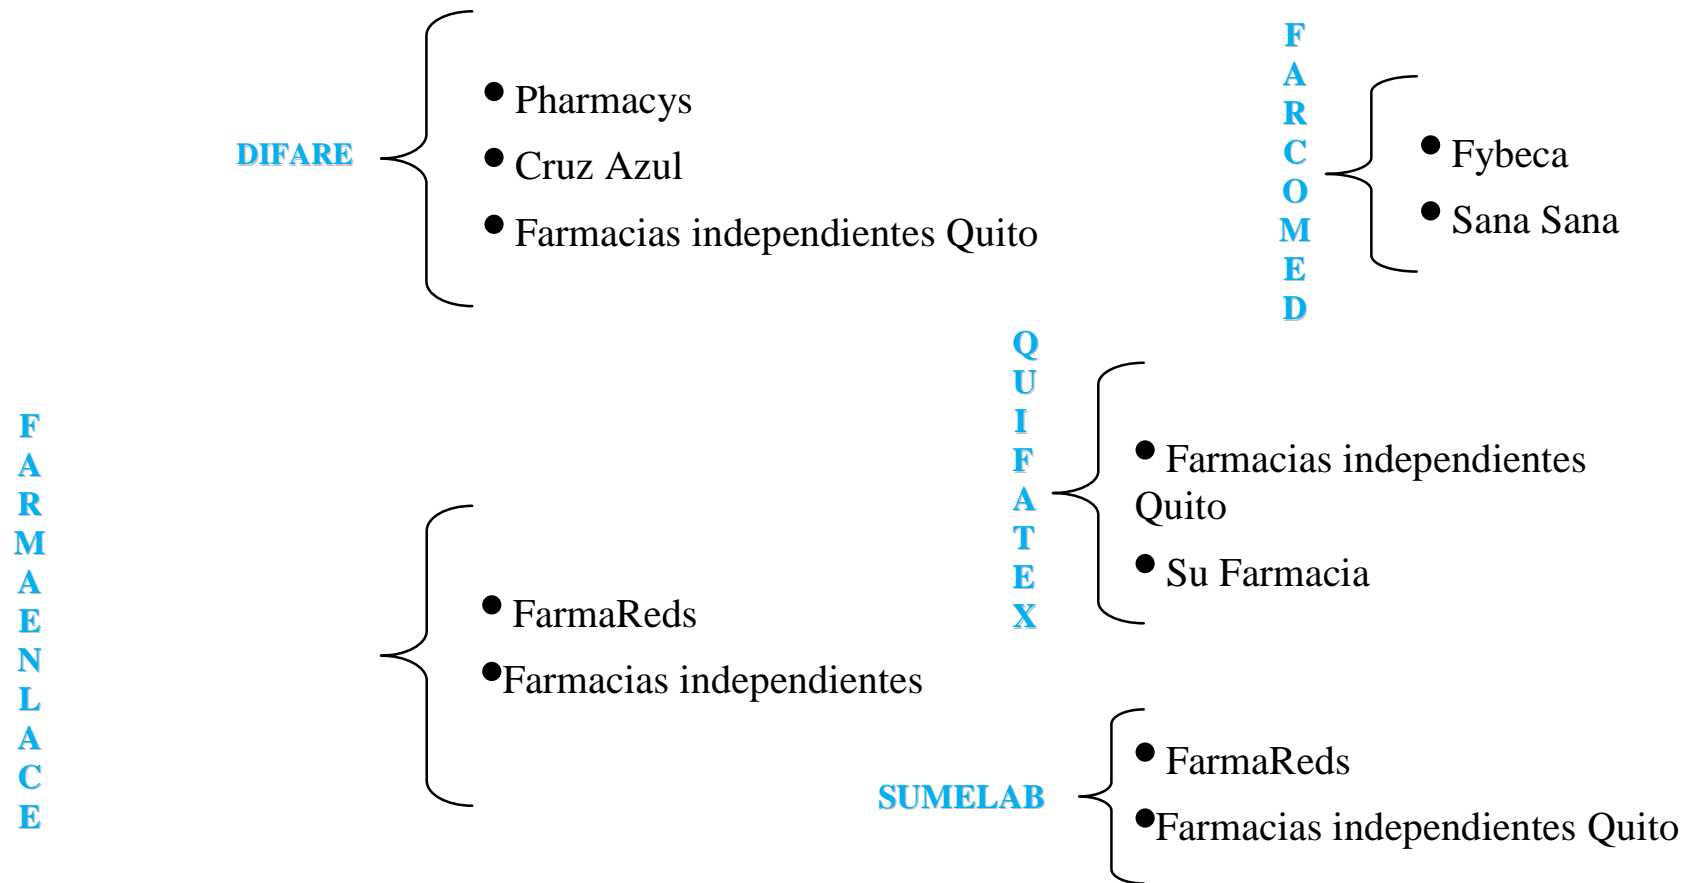 DIFARE
● Pharmacys
● Cruz Azul
● Farmacias independientes Quito
FARCOMED
● Fybeca
● Sana Sana
FARMAENLACE
● FarmaReds
●Farmacias independientes
QUIFATEX
● Farmacias independientes
Quito
● Su Farmacia
SUMELAB
● FarmaReds
●Farmacias independientes Quito